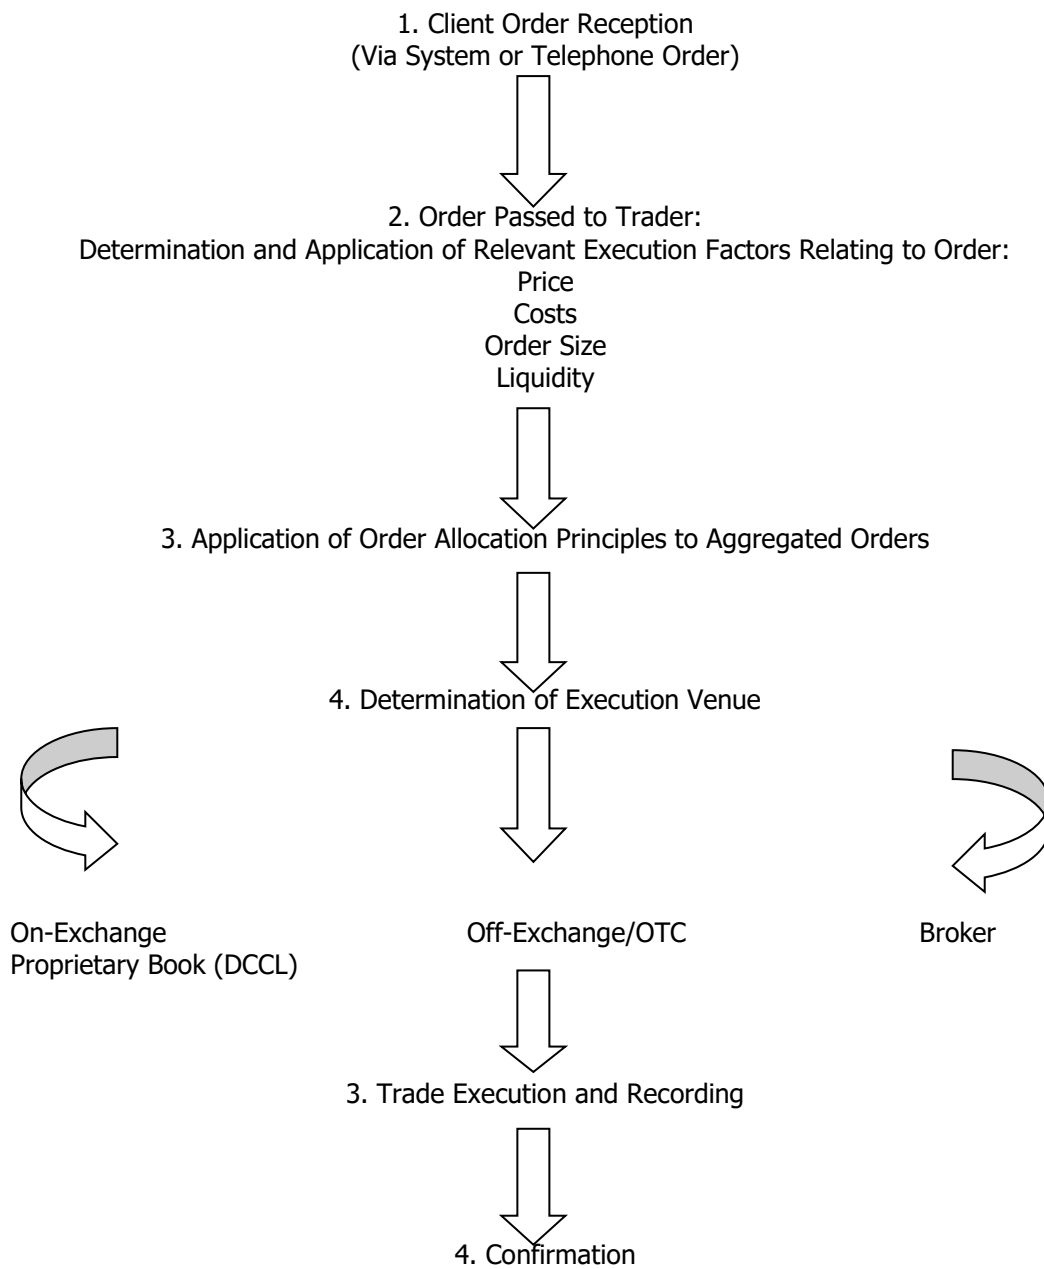 1. Client Order Reception
(Via System or Telephone Order)
2. Order Passed to Trader:
Determination and Application of Relevant Execution Factors Relating to Order:
Price
Costs
Order Size
Liquidity
3. Application of Order Allocation Principles to Aggregated Orders
4. Determination of Execution Venue
On-Exchange
Proprietary Book (DCCL)
Off-Exchange/OTC
Broker
3. Trade Execution and Recording
4. Confirmation